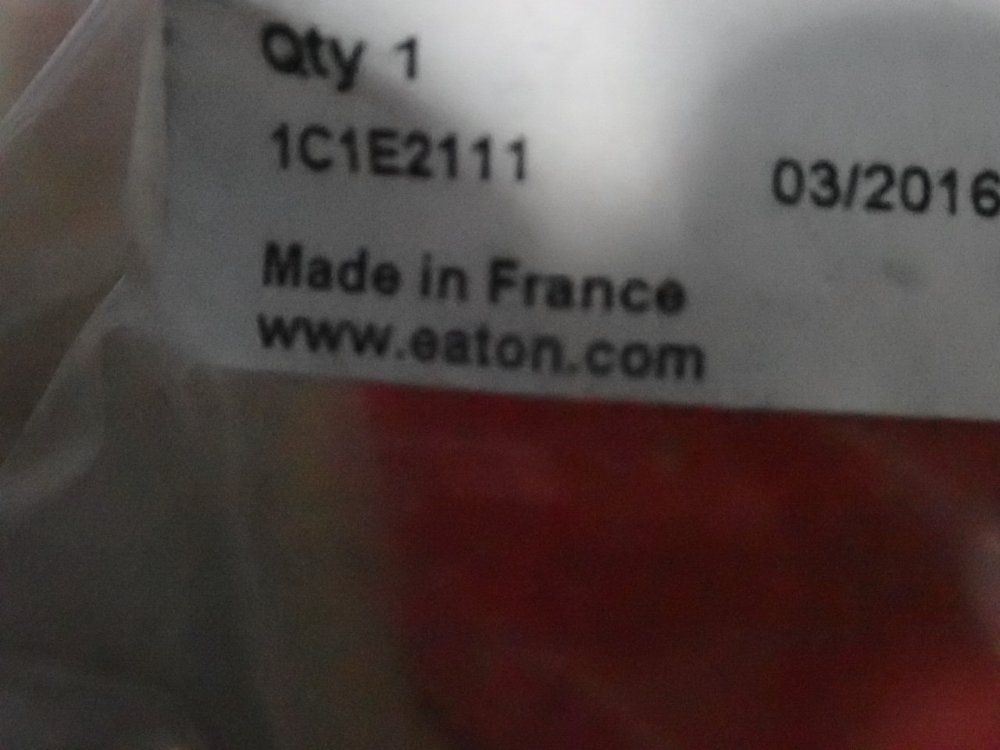 Qty 1
1C1E2111 03/2016
Made in France
www.eaton.com